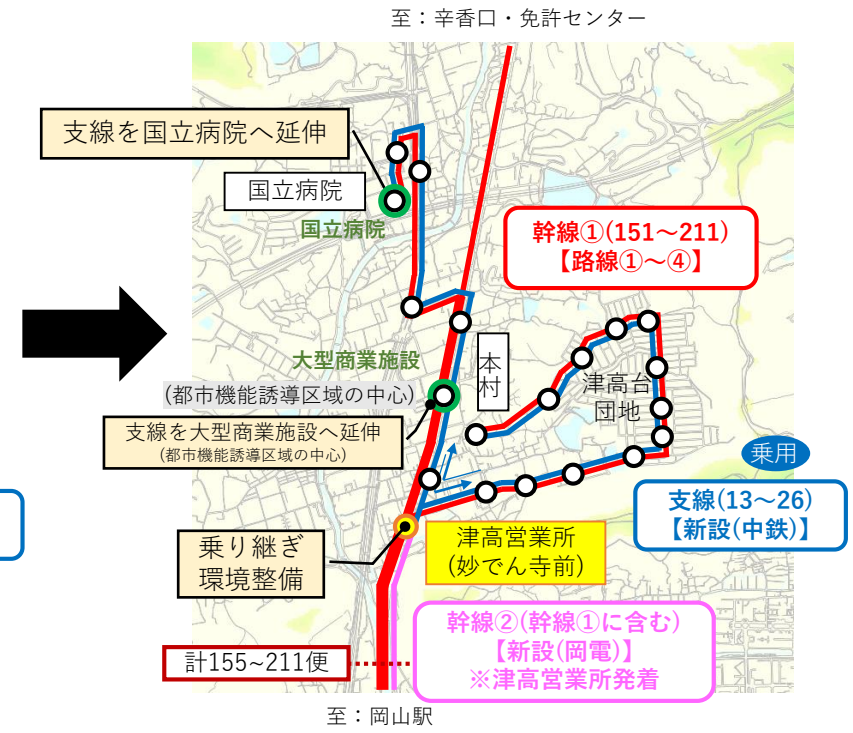 至：辛香口・免許センター
支線を国立病院へ延伸
国立病院
国立病院
幹線①(151～211)
【路線①～④】
大型商業施設
(都市機能誘導区域の中心)
本村
津高台
団地
支線を大型商業施設へ延伸
(都市機能誘導区域の中心)
乗用
支線(13～26)
【新設(中鉄)】
乗り継ぎ
環境整備
津高営業所
(妙でん寺前)
幹線②(幹線①に含む)
【新設(岡電)】
※津高営業所発着
計155~211便
至：岡山駅